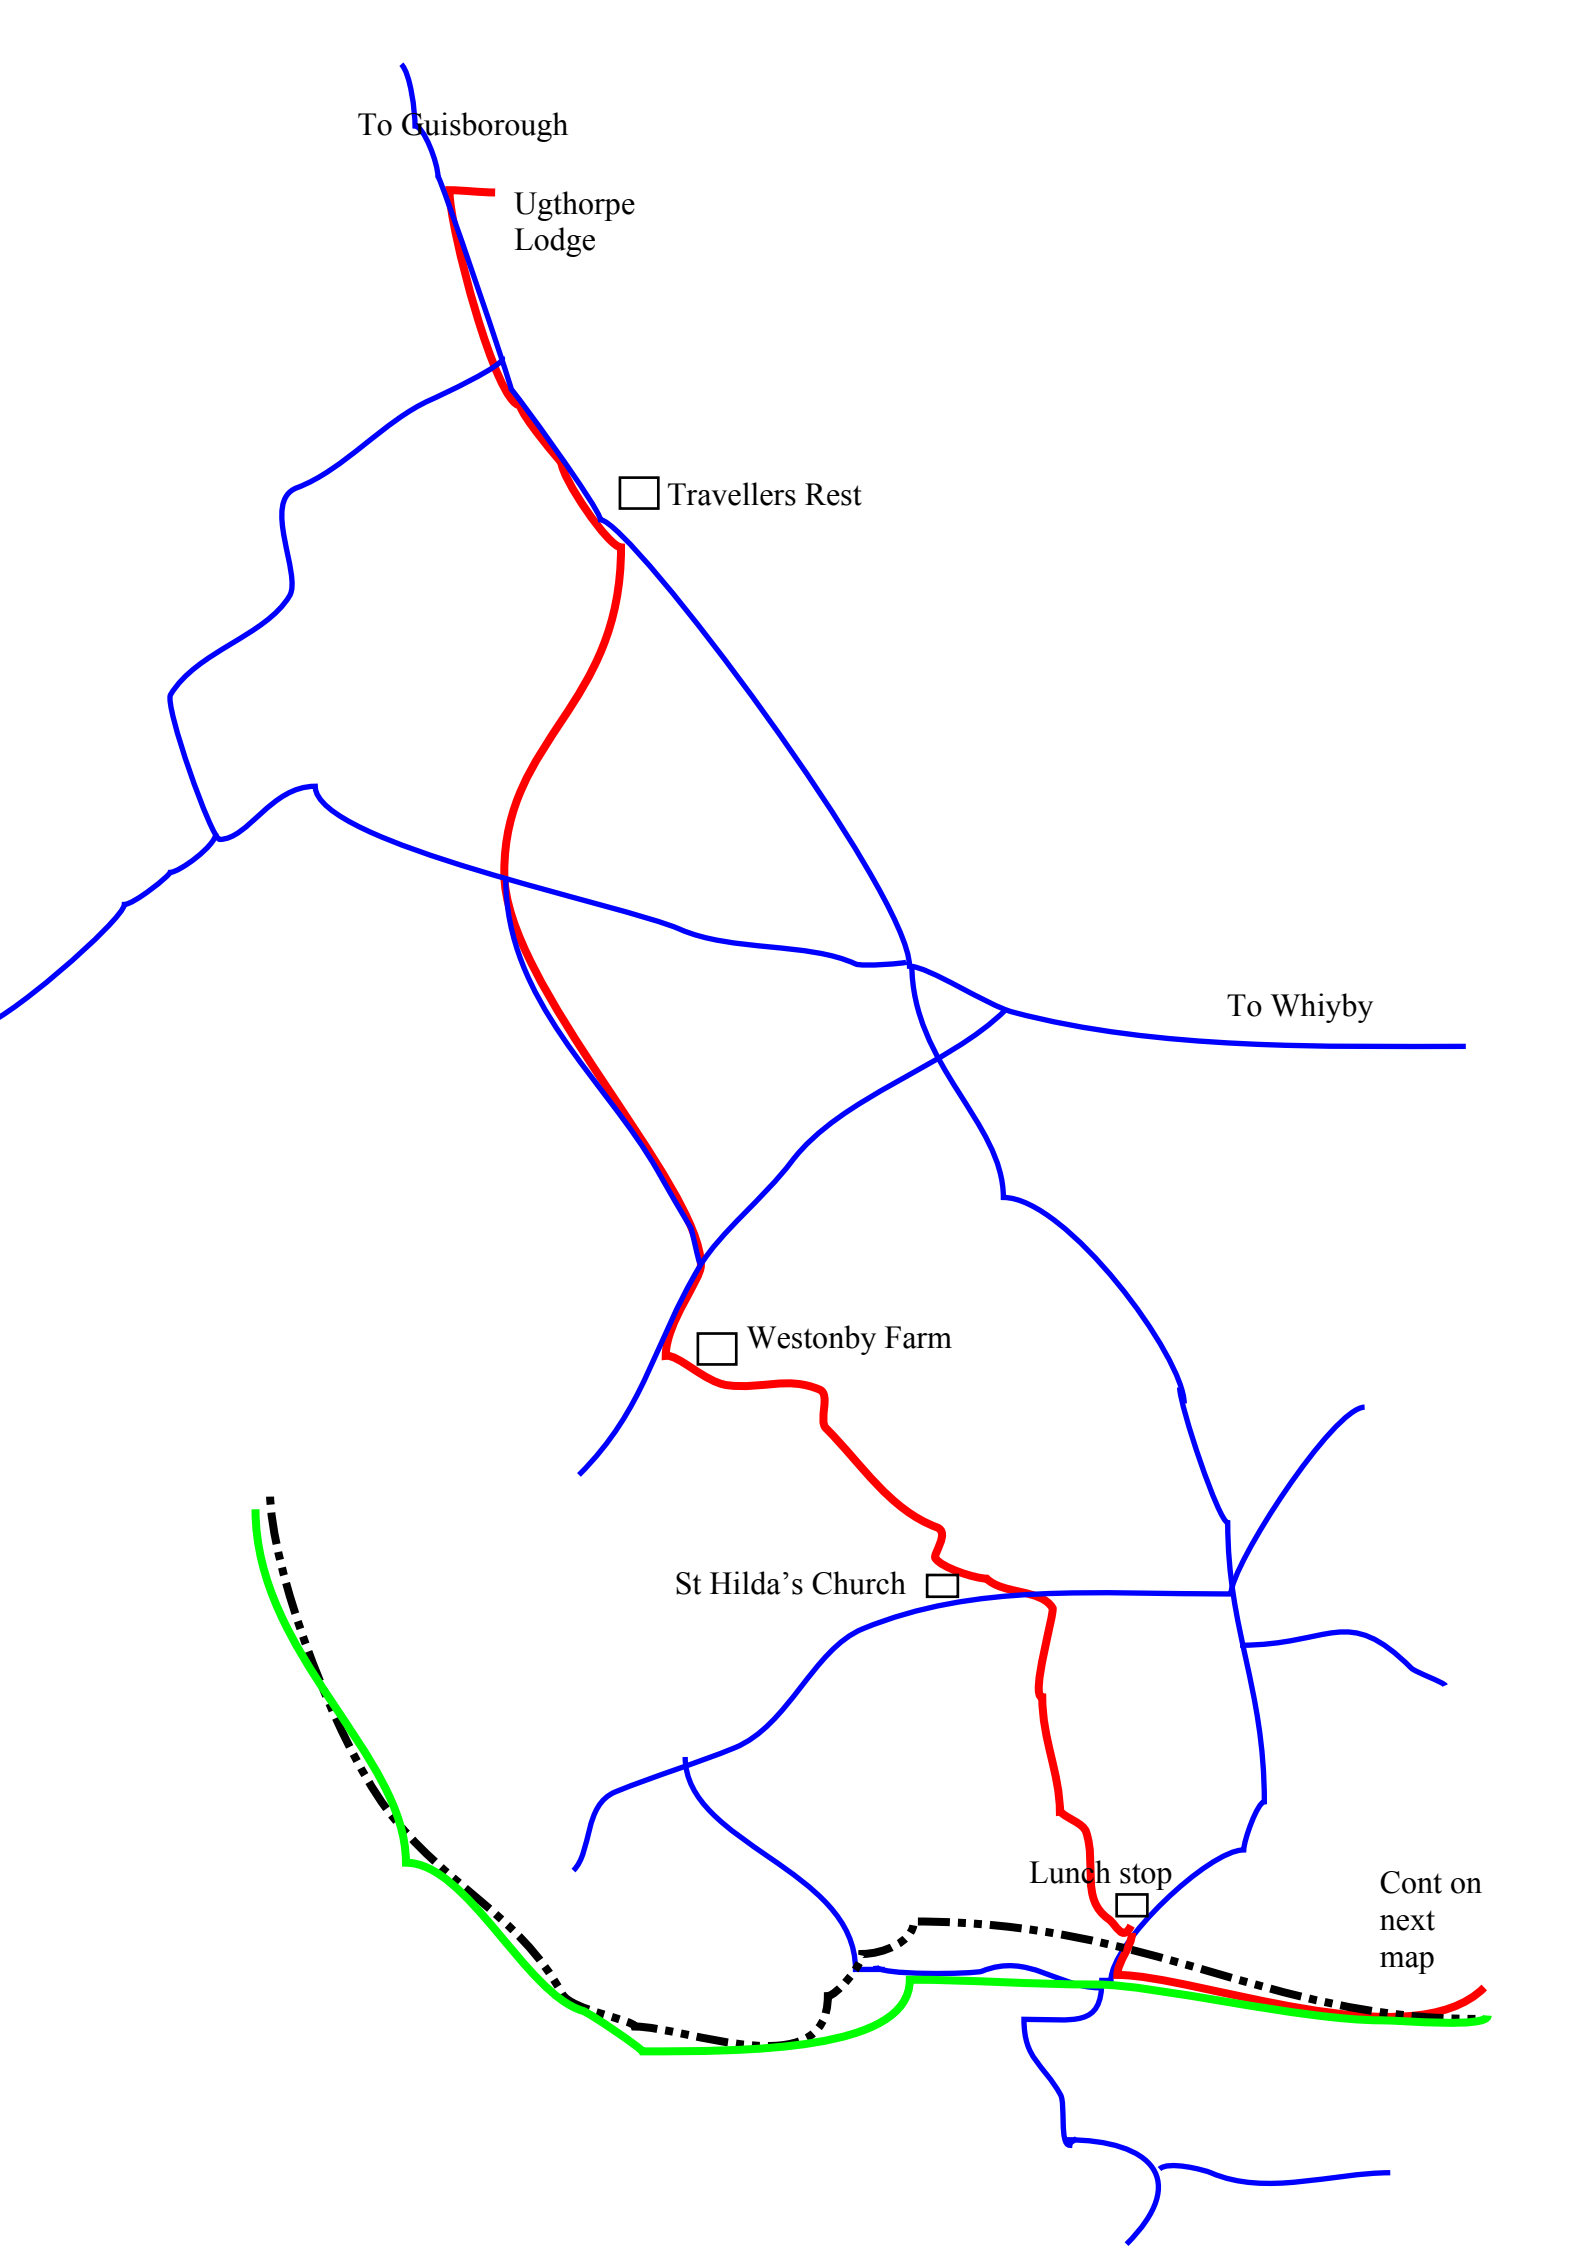 To Guisborough
Ugthorpe
Lodge
Travellers Rest
To Whiyby
Westonby Farm
St Hilda’s Church
Lunch stop
Cont on
next
map